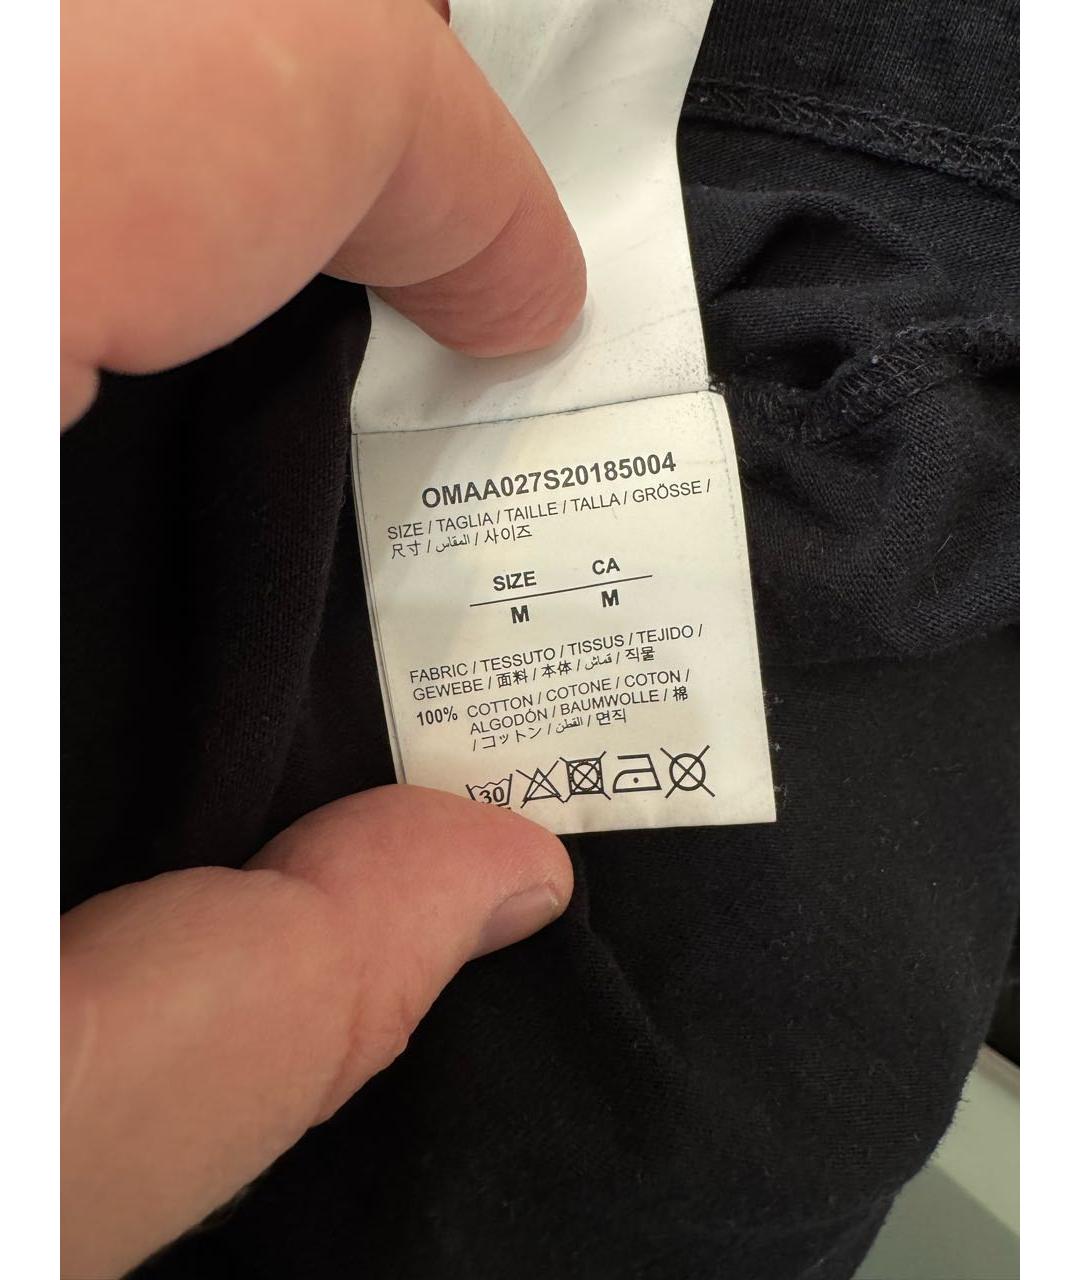 OMAA027S20185004
SIZE / TAGLIA / TAILLE / TALLA / GRÖSSE /
尺寸 / المقاس / 사이즈
SIZE CA
M M
FABRIC / TESSUTO / TISSUS / TEJIDO /
GEWEBE / 面料 / 本体 / قماش / 직물
100% COTTON / COTONE / COTON /
ALGODÓN / BAUMWOLLE / 棉
/ コットン / القطن / 면직
30